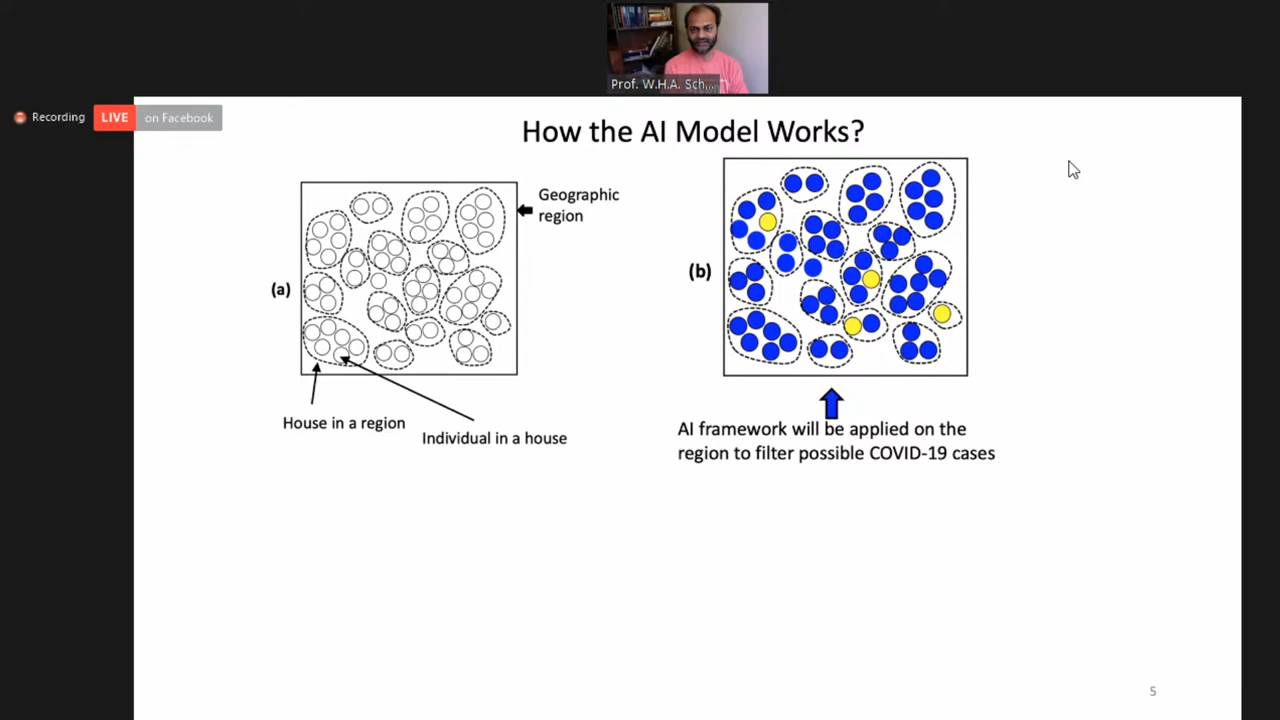 Prof. W.H.A. Sch...
Recording
LIVE
on Facebook
How the AI Model Works?
Geographic
region
(a)
(b)
House in a region
Individual in a house
AI framework will be applied on the
region to filter possible COVID-19 cases
5